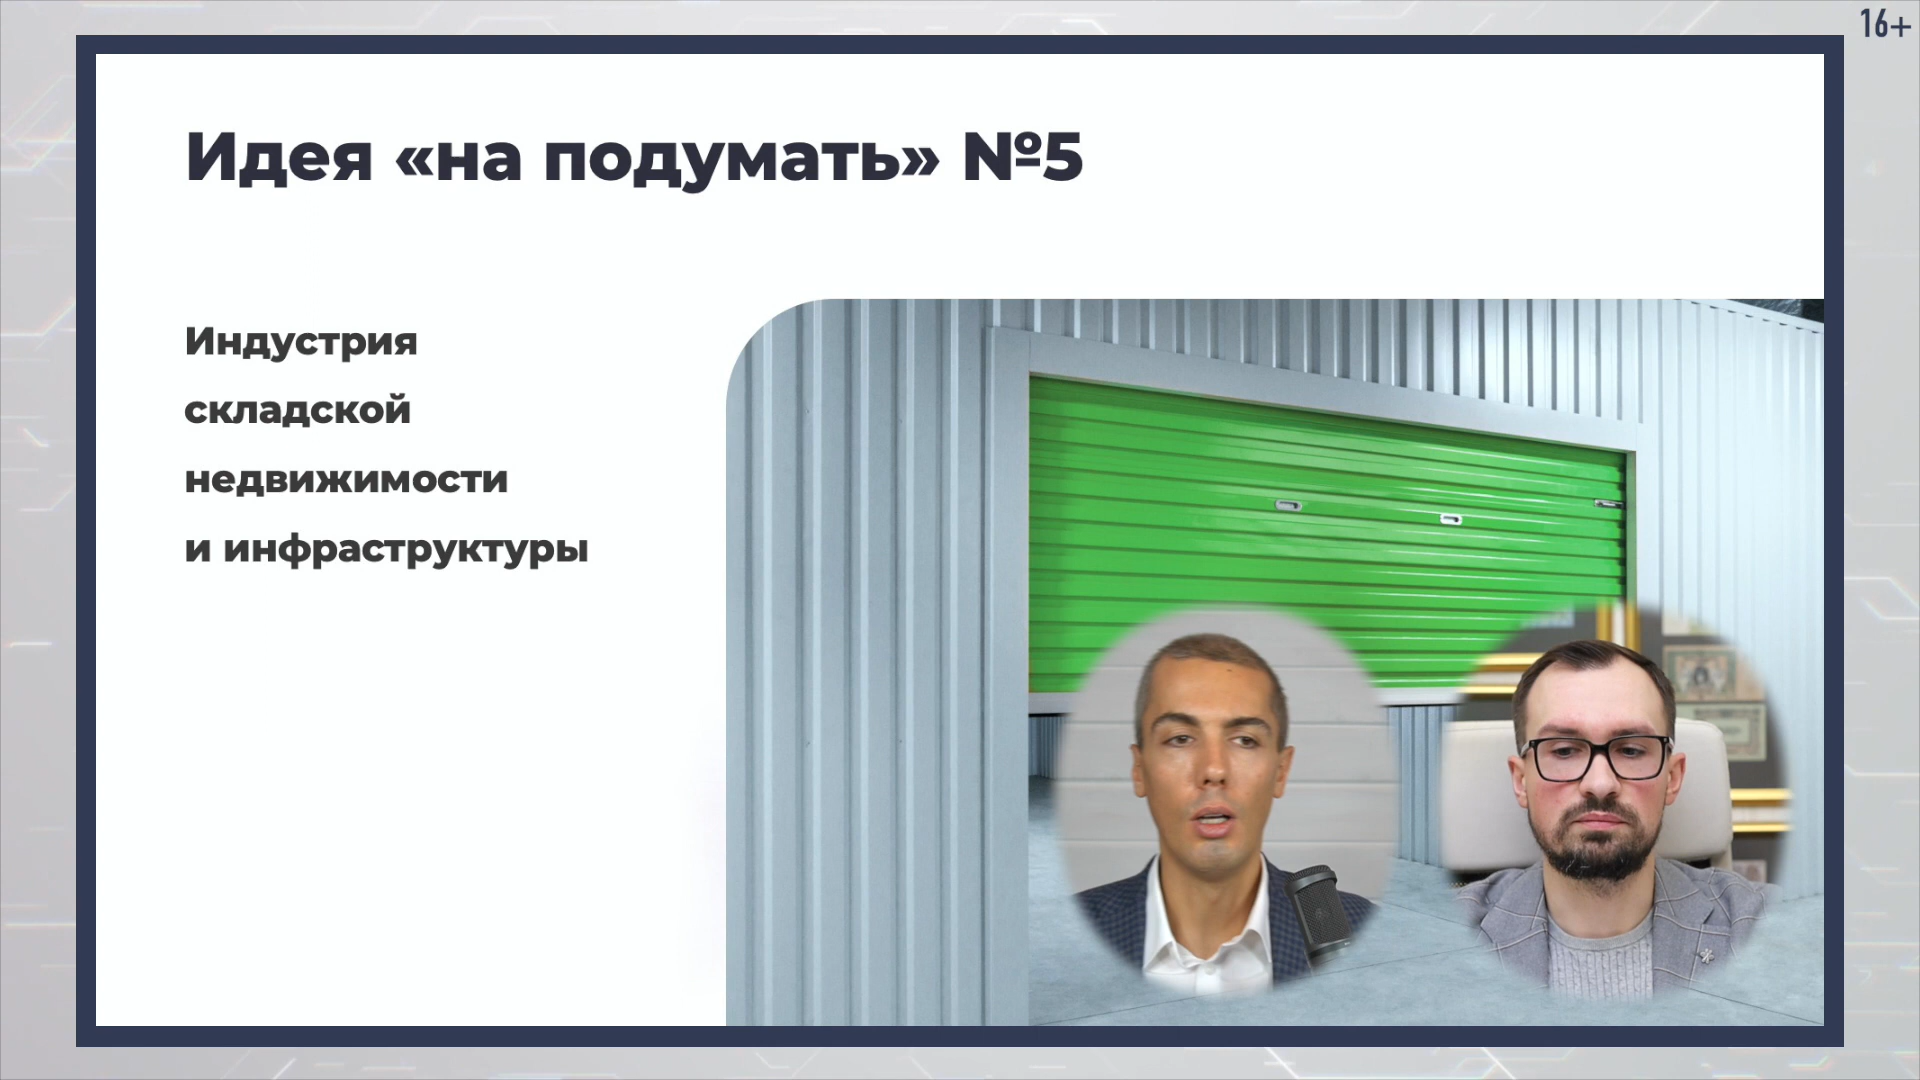 16+
Идея «на подумать» №5
Индустрия
складской
недвижимости
и инфраструктуры